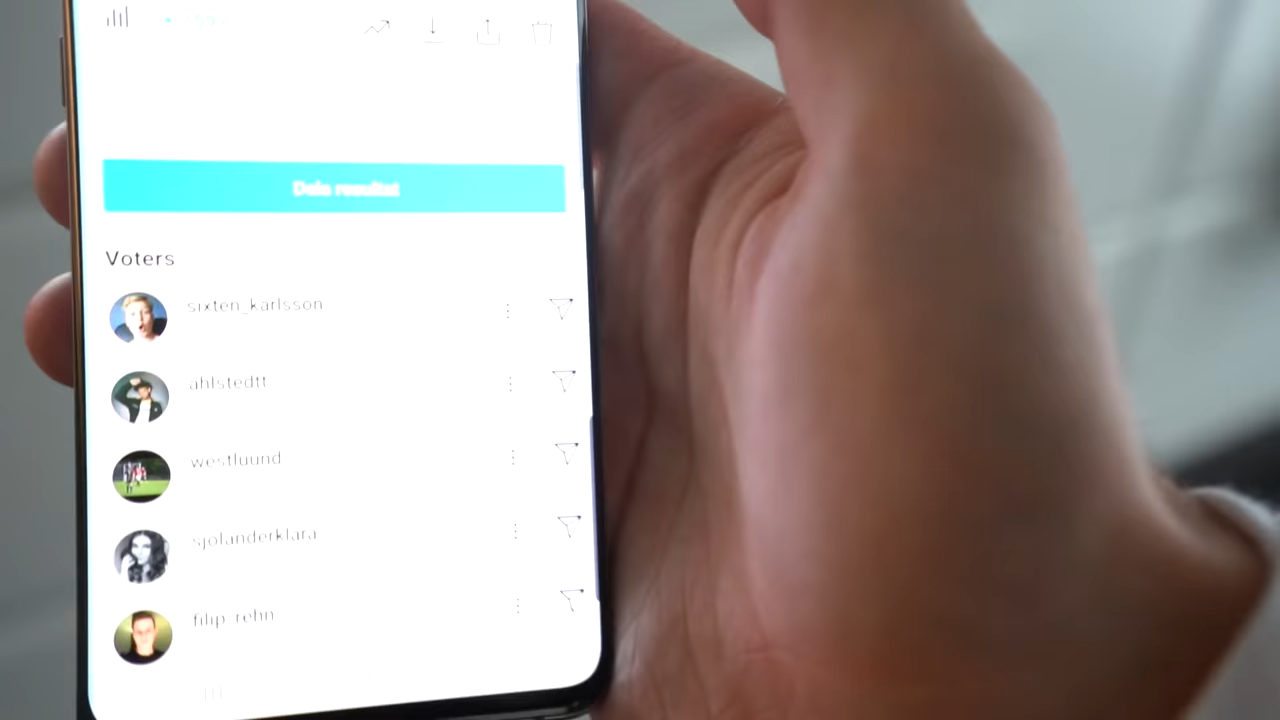 Dela resultat
Voters
sixten_karlsson
ahlstedtt
westluund
sjolanderklara
filip_rehn